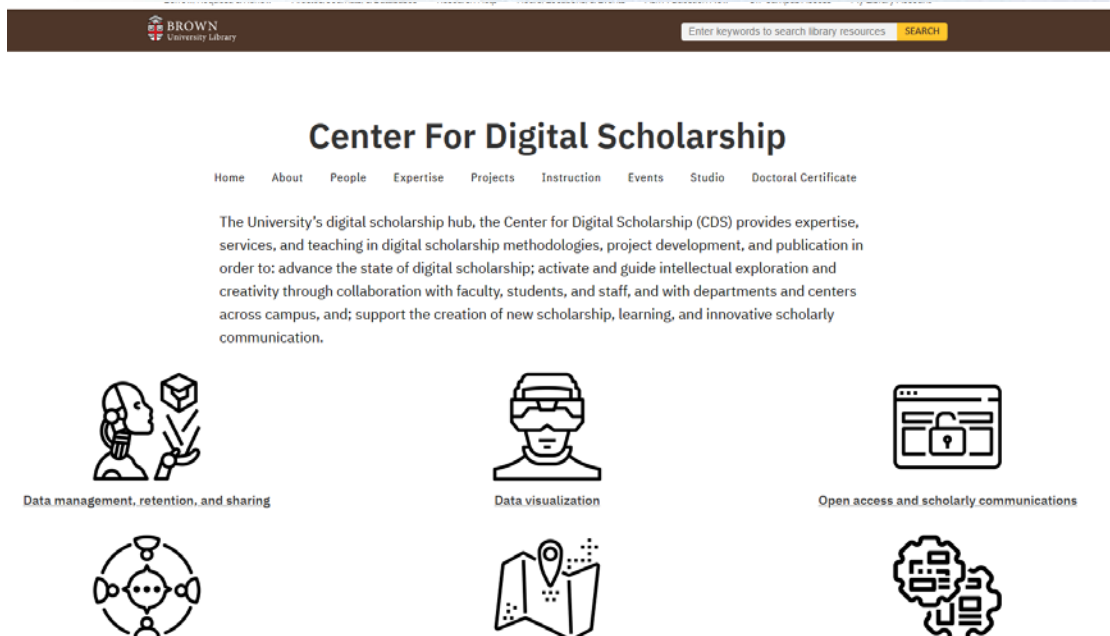 BROWN
University Library
Enter keywords to search library resources SEARCH
Center For Digital Scholarship
Home About People Expertise Projects Instruction Events Studio Doctoral Certificate
The University's digital scholarship hub, the Center for Digital Scholarship (CDS) provides expertise,
services, and teaching in digital scholarship methodologies, project development, and publication in
order to: advance the state of digital scholarship; activate and guide intellectual exploration and
creativity through collaboration with faculty, students, and staff, and with departments and centers
across campus, and; support the creation of new scholarship, learning, and innovative scholarly
communication.
Data management, retention, and sharing Data visualization Open access and scholarly communications